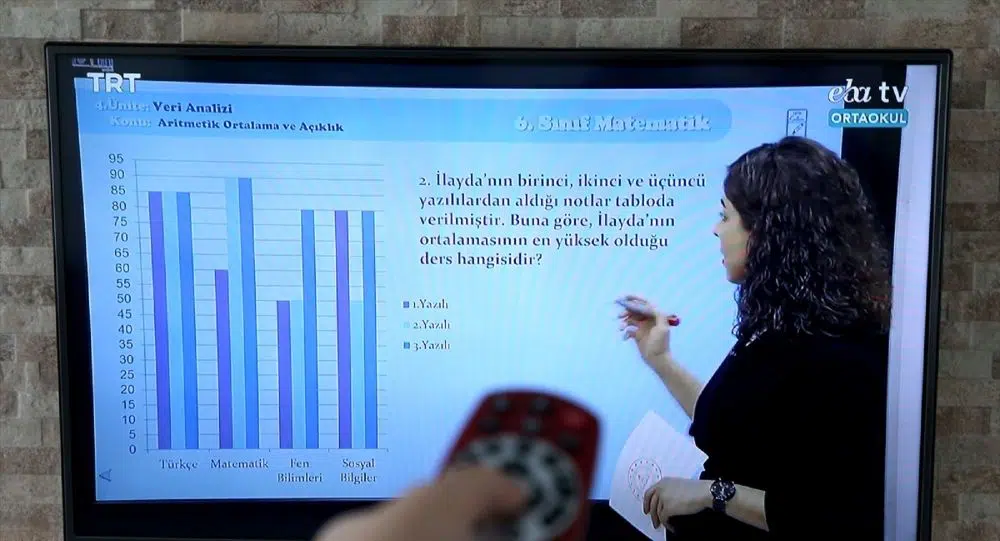 TRT
eba tv
ORTAOKUL
4.Ünite: Veri Analizi
Konu: Aritmetik Ortalama ve Açıklık
6. Sınıf Matematik
2. İlayda'nın birinci, ikinci ve üçüncü
yazılılardan aldığı notlar tabloda
verilmiştir. Buna göre, İlayda'nın
ortalamasının en yüksek olduğu
ders hangisidir?
95
90
85
80
75
70
65
60
55
50
45
40
35
30
25
20
15
10
5
0
Türkçe
Matematik
Fen
Bilimleri
Sosyal
Bilgiler
1.Yazılı
2.Yazılı
3.Yazılı